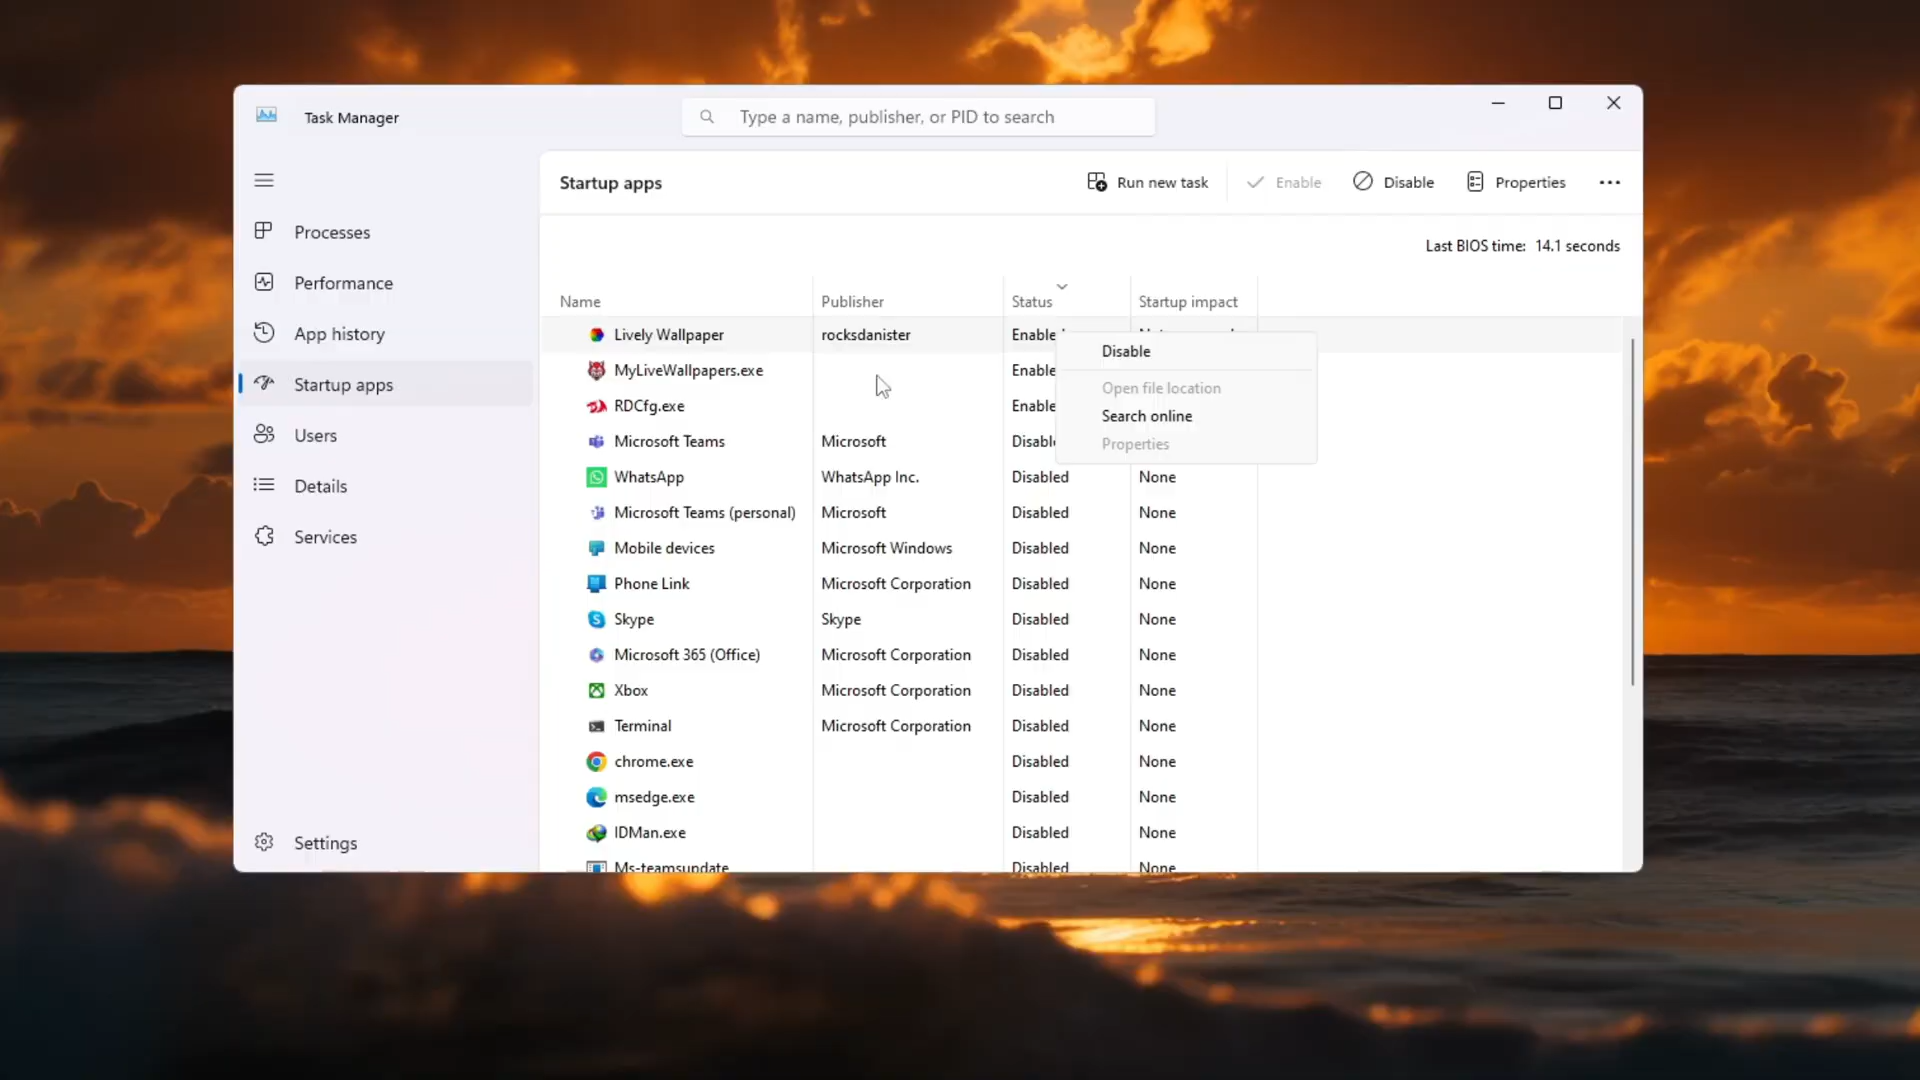 Task Manager
Type a name, publisher, or PID to search
Startup apps
Run new task
Enable
Disable
Properties
Processes
Performance
App history
Startup apps
Users
Details
Services
Settings
Last BIOS time: 14.1 seconds
Name Publisher Status Startup impact
Lively Wallpaper rocksdanister
MyLiveWallpapers.exe
RDCfg.exe
Microsoft Teams Microsoft
WhatsApp WhatsApp Inc. Disabled None
Microsoft Teams (personal) Microsoft Disabled None
Mobile devices Microsoft Windows Disabled None
Phone Link Microsoft Corporation Disabled None
Skype Skype Disabled None
Microsoft 365 (Office) Microsoft Corporation Disabled None
Xbox Microsoft Corporation Disabled None
Terminal Microsoft Corporation Disabled None
chrome.exe Disabled None
msedge.exe Disabled None
IDMan.exe Disabled None
Ms-teamsupdate Disabled None
Disable
Open file location
Search online
Properties